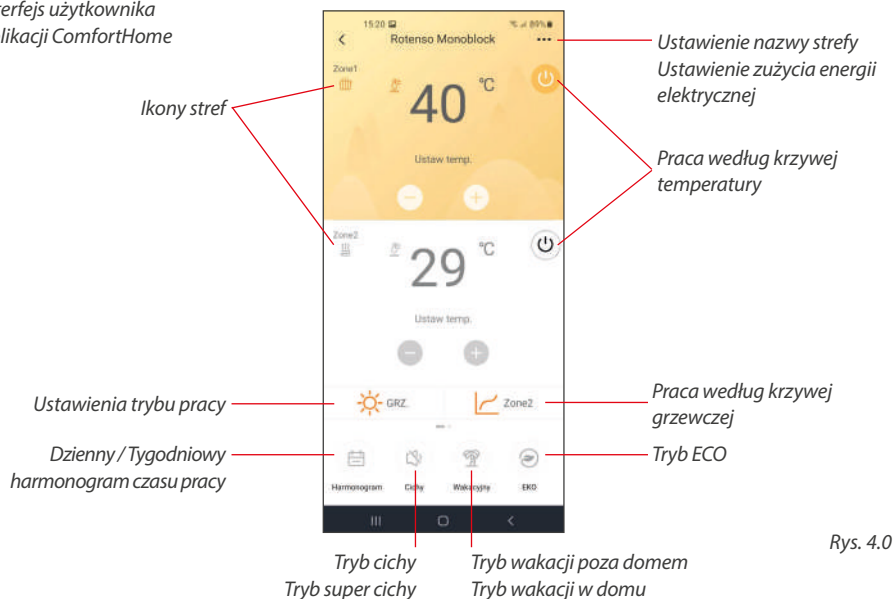 terfejs użytkownika
likacji ComfortHome
15:20 89%
Rotenso Monoblock
Ustawienie nazwy strefy
Ustawienie zużycia energii
elektrycznej
Zone1
Ikony stref
40 °C
Ustaw temp.
Praca według krzywej
temperatury
Zone2
29 °C
Ustaw temp.
Ustawienia trybu pracy
GRZ.
Zone2
Praca według krzywej
grzewczej
Dzienny / Tygodniowy
harmonogram czasu pracy
Tryb ECO
Harmonogram Cichy Wakacyjny EKO
Tryb cichy
Tryb super cichy
Tryb wakacji poza domem
Tryb wakacji w domu
Rys. 4.0